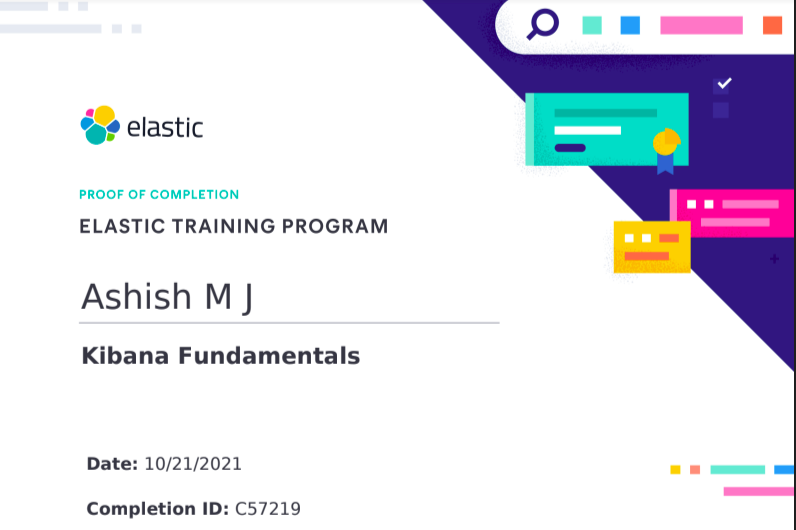 elastic
PROOF OF COMPLETION
ELASTIC TRAINING PROGRAM
Ashish M J
Kibana Fundamentals
Date: 10/21/2021
Completion ID: C57219